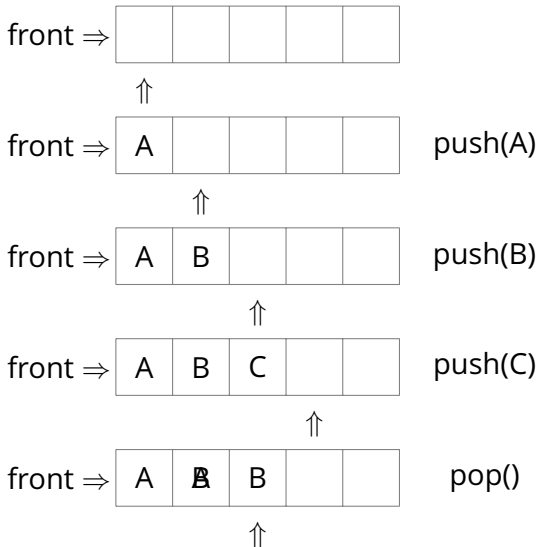 front ⇒
⇑
front ⇒ A push(A)
⇑
front ⇒ A B push(B)
⇑
front ⇒ A B C push(C)
⇑
front ⇒ A B pop()
⇑